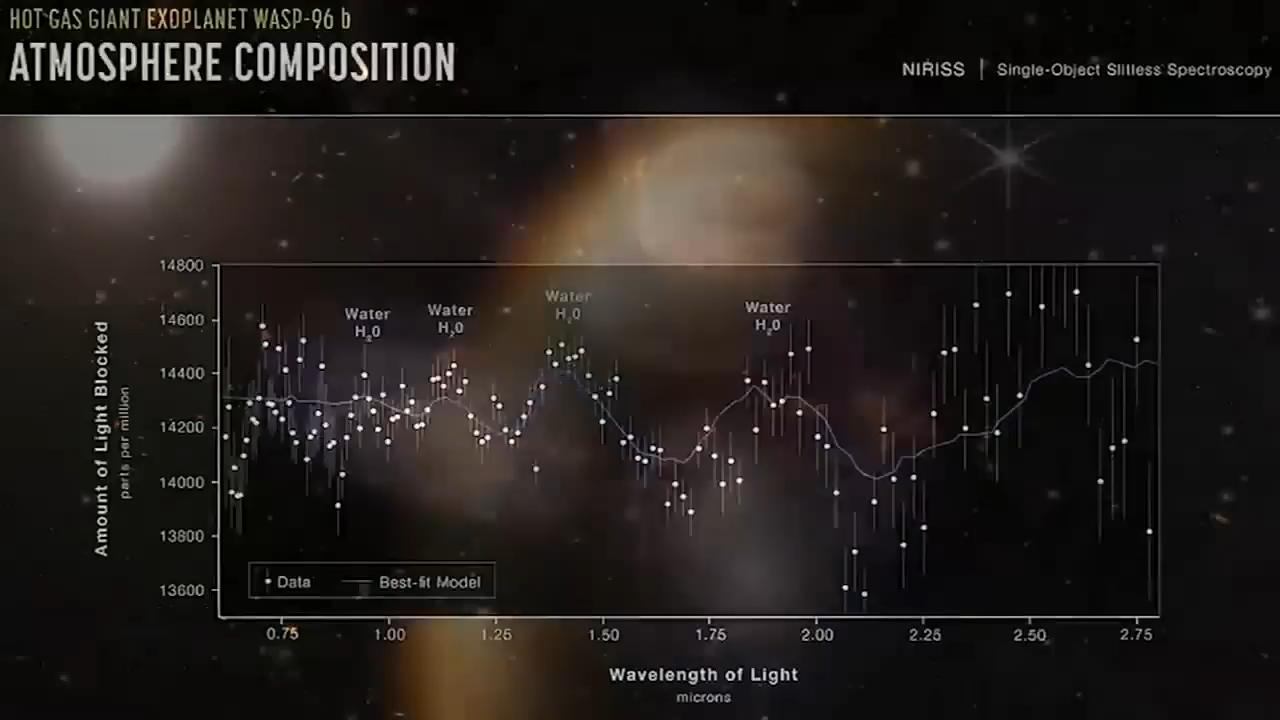 HOT GAS GIANT EXOPLANET WASP-96 b
ATMOSPHERE COMPOSITION
NIRISS | Single-Object Slitless Spectroscopy
Amount of Light Blocked
parts per million
14800
14600
14400
14200
14000
13800
13600
Water
H₂O
Water
H₂O
Water
H₂O
Water
H₂O
Data
Best-fit Model
0.75 1.00 1.25 1.50 1.75 2.00 2.25 2.50 2.75
Wavelength of Light
microns